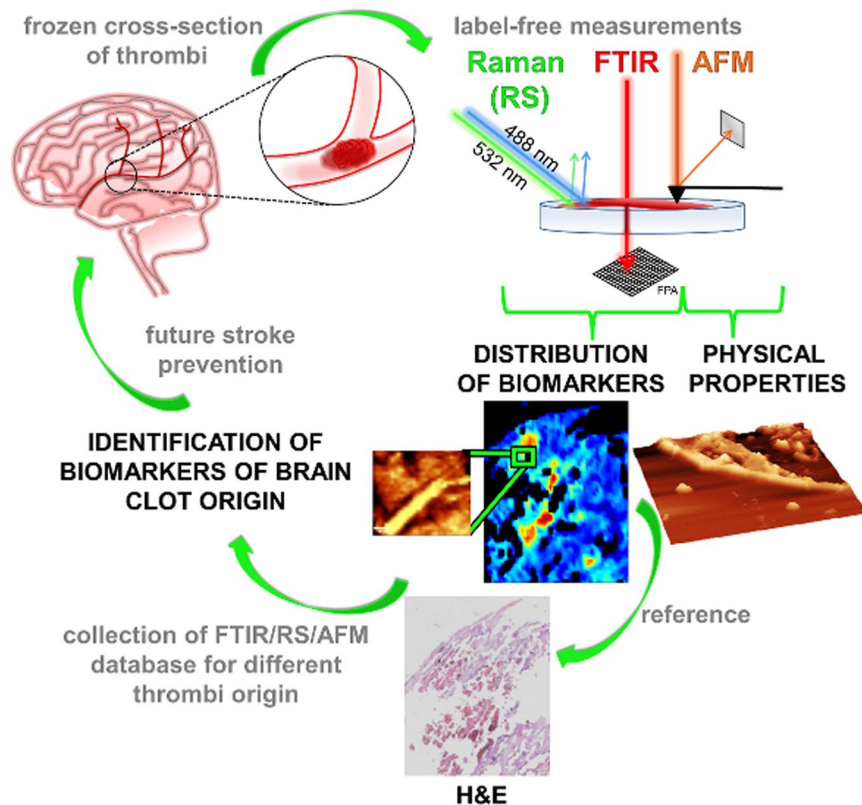 frozen cross-section
of thrombi
label-free measurements
Raman
(RS)
FTIR
AFM
488 nm
532 nm
FPA
DISTRIBUTION
OF BIOMARKERS
PHYSICAL
PROPERTIES
future stroke
prevention
IDENTIFICATION OF
BIOMARKERS OF BRAIN
CLOT ORIGIN
reference
collection of FTIR/RS/AFM
database for different
thrombi origin
H&E